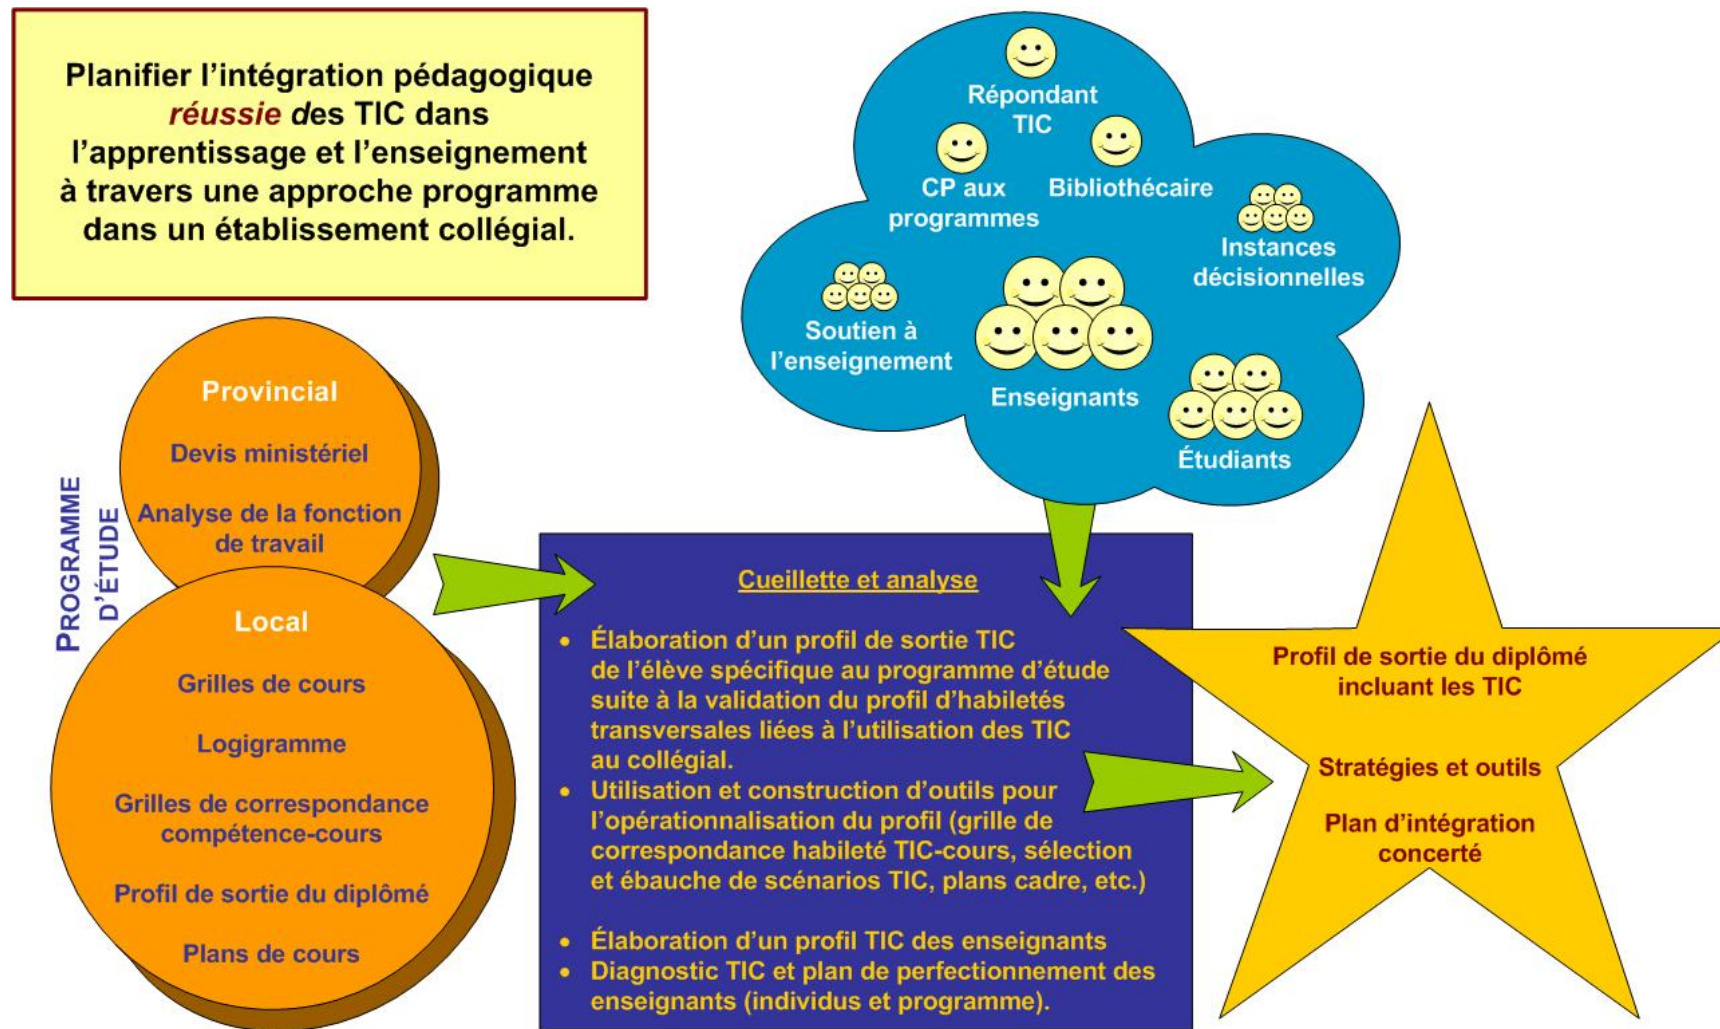 Planifier l’intégration pédagogique
réussie des TIC dans
l’apprentissage et l’enseignement
à travers une approche programme
dans un établissement collégial.
Répondant
TIC
CP aux
programmes
Bibliothécaire
Instances
décisionnelles
Soutien à
l’enseignement
Enseignants
Étudiants
PROGRAMME
D’ÉTUDE
Provincial
Devis ministériel
Analyse de la fonction
de travail
Local
Grilles de cours
Logigramme
Grilles de correspondance
compétence-cours
Profil de sortie du diplômé
Plans de cours
Cueillette et analyse
• Élaboration d’un profil de sortie TIC
de l’élève spécifique au programme d’étude
suite à la validation du profil d’habiletés
transversales liées à l’utilisation des TIC
au collégial.
• Utilisation et construction d’outils pour
l’opérationnalisation du profil (grille de
correspondance habileté TIC-cours, sélection
et ébauche de scénarios TIC, plans cadre, etc.)
• Élaboration d’un profil TIC des enseignants
• Diagnostic TIC et plan de perfectionnement des
enseignants (individus et programme).
Profil de sortie du diplômé
incluant les TIC
Stratégies et outils
Plan d’intégration
concerté